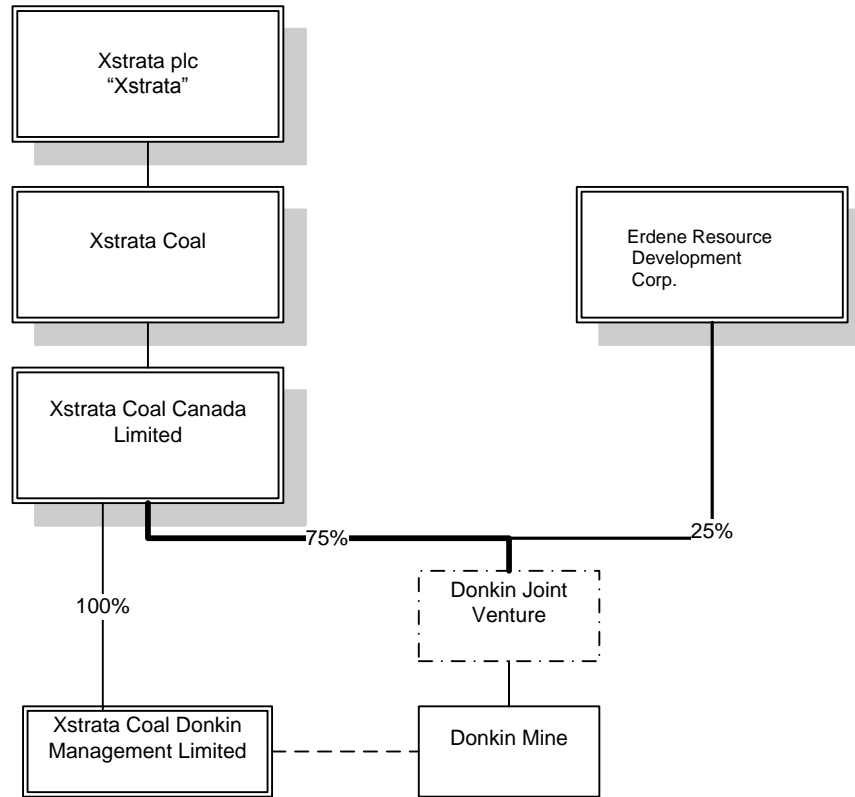 Xstrata plc
“Xstrata”
Xstrata Coal
Erdene Resource
Development
Corp.
Xstrata Coal Canada
Limited
75%
25%
Donkin Joint
Venture
100%
Xstrata Coal Donkin
Management Limited
Donkin Mine